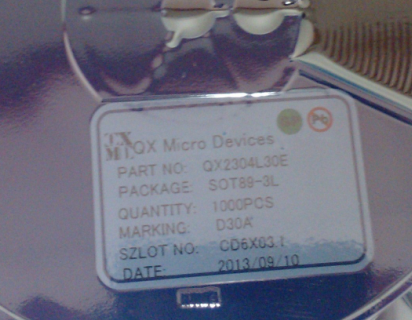 QX Micro Devices
PART NO: QX2304L30E
PACKAGE: SOT89-3L
QUANTITY: 1000PCS
MARKING: D30A
SZLOT NO: CD6X63.1
DATE: 2013/09/10